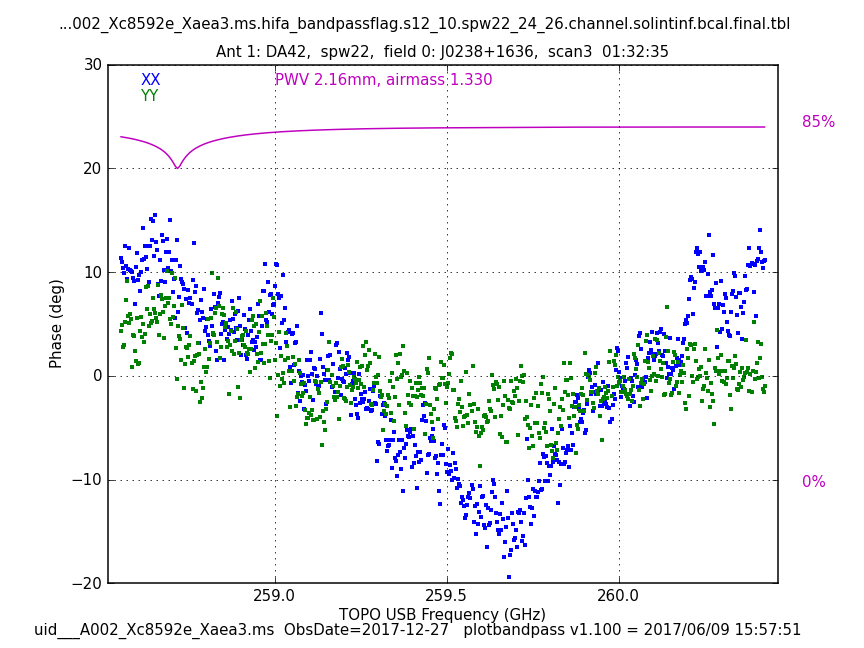 ...002_Xc8592e_Xaea3.ms.hifa_bandpassflag.s12_10.spw22_24_26.channel.solintinf.bcal.final.tbl
Ant 1: DA42,  spw22,  field 0: J0238+1636,  scan3  01:32:35
30
XX
PWV 2.16mm, airmass 1.330
YY
85%
20
10
Phase (deg)
0
−10
0%
−20
259.0
259.5
260.0
TOPO USB Frequency (GHz)
uid___A002_Xc8592e_Xaea3.ms  ObsDate=2017-12-27   plotbandpass v1.100 = 2017/06/09 15:57:51